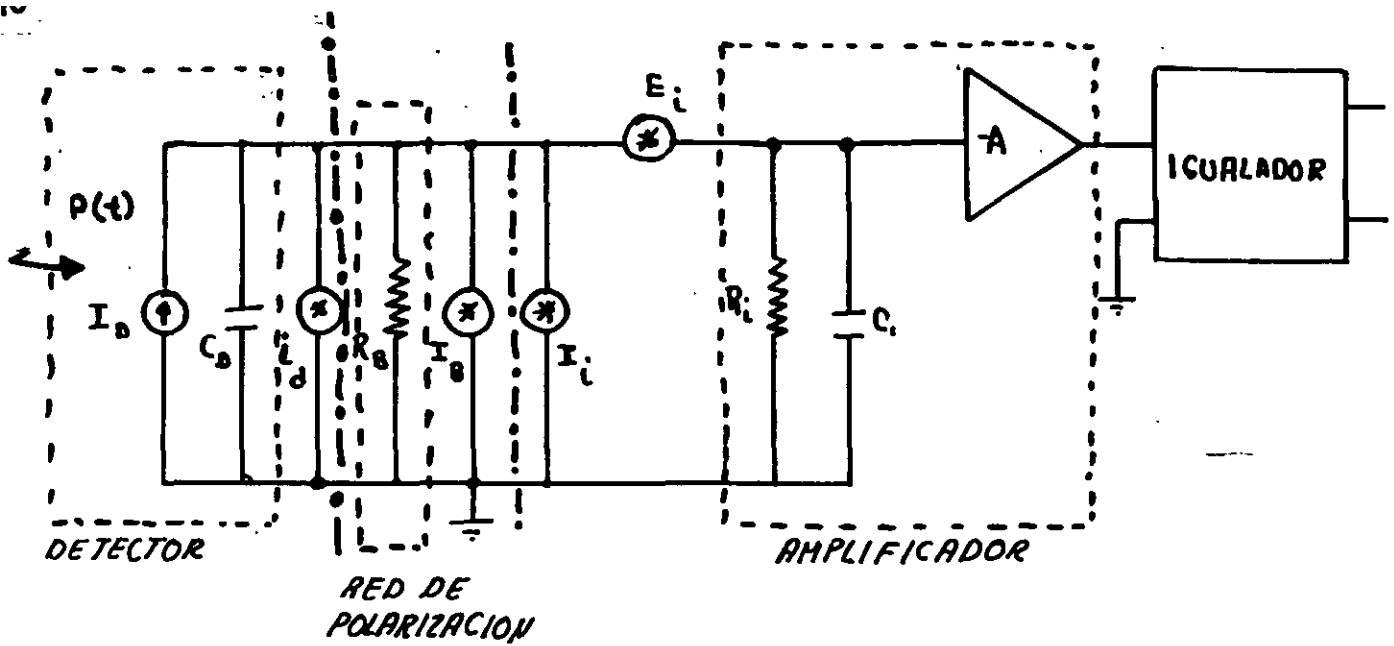 E_i
-A
IGUALADOR
P(t)
I_D
C_D
i_d
R_B
I_B
I_i
R_i
C_i
DETECTOR
AMPLIFICADOR
RED DE
POLARIZACION